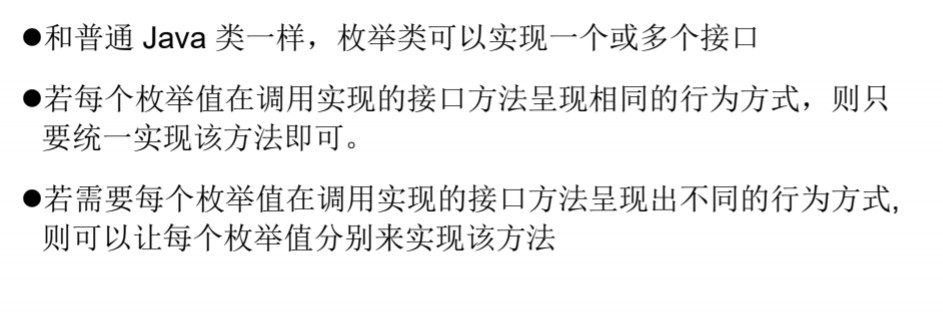 ●和普通 Java 类一样，枚举类可以实现一个或多个接口
●若每个枚举值在调用实现的接口方法呈现相同的行为方式，则只
要统一实现该方法即可。
●若需要每个枚举值在调用实现的接口方法呈现出不同的行为方式,
则可以让每个枚举值分别来实现该方法